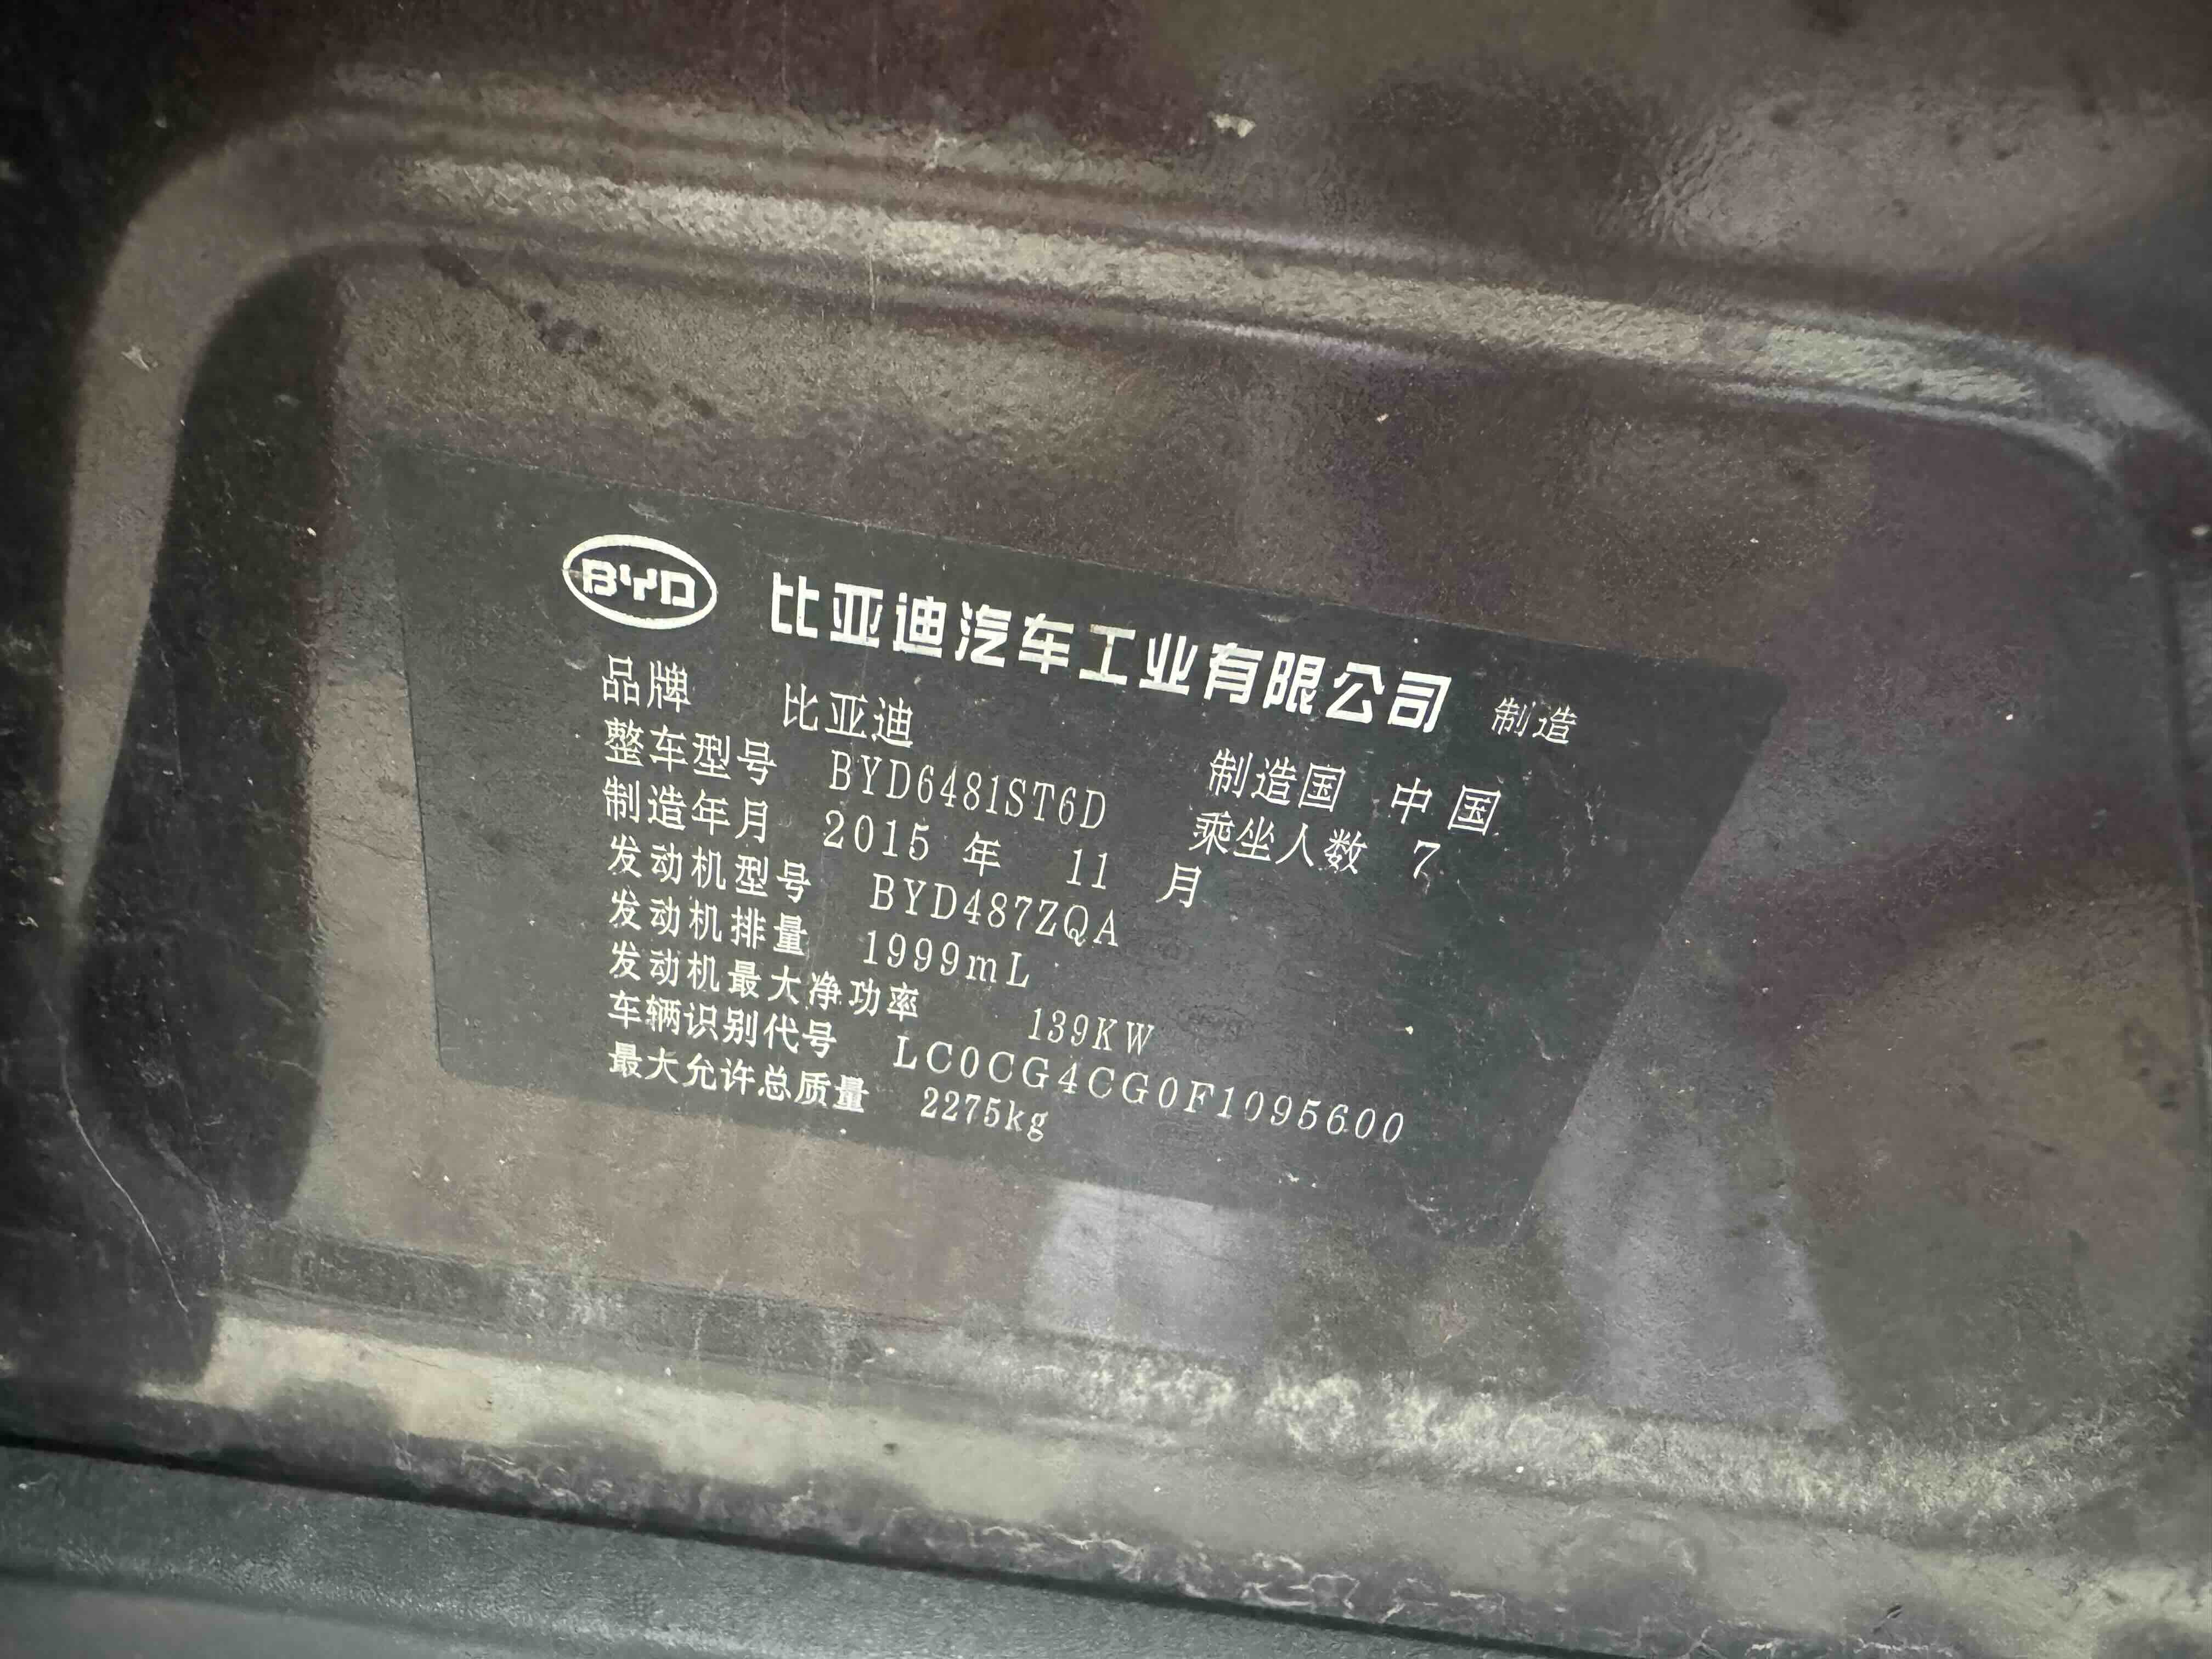 BYD 比亚迪汽车工业有限公司 制造
品牌 比亚迪 制造国 中国
整车型号 BYD6481ST6D 乘坐人数 7
制造年月 2015 年 11 月
发动机型号 BYD487ZQA
发动机排量 1999mL
发动机最大净功率 139KW
车辆识别代号 LC0CG4CG0F1095600
最大允许总质量 2275kg